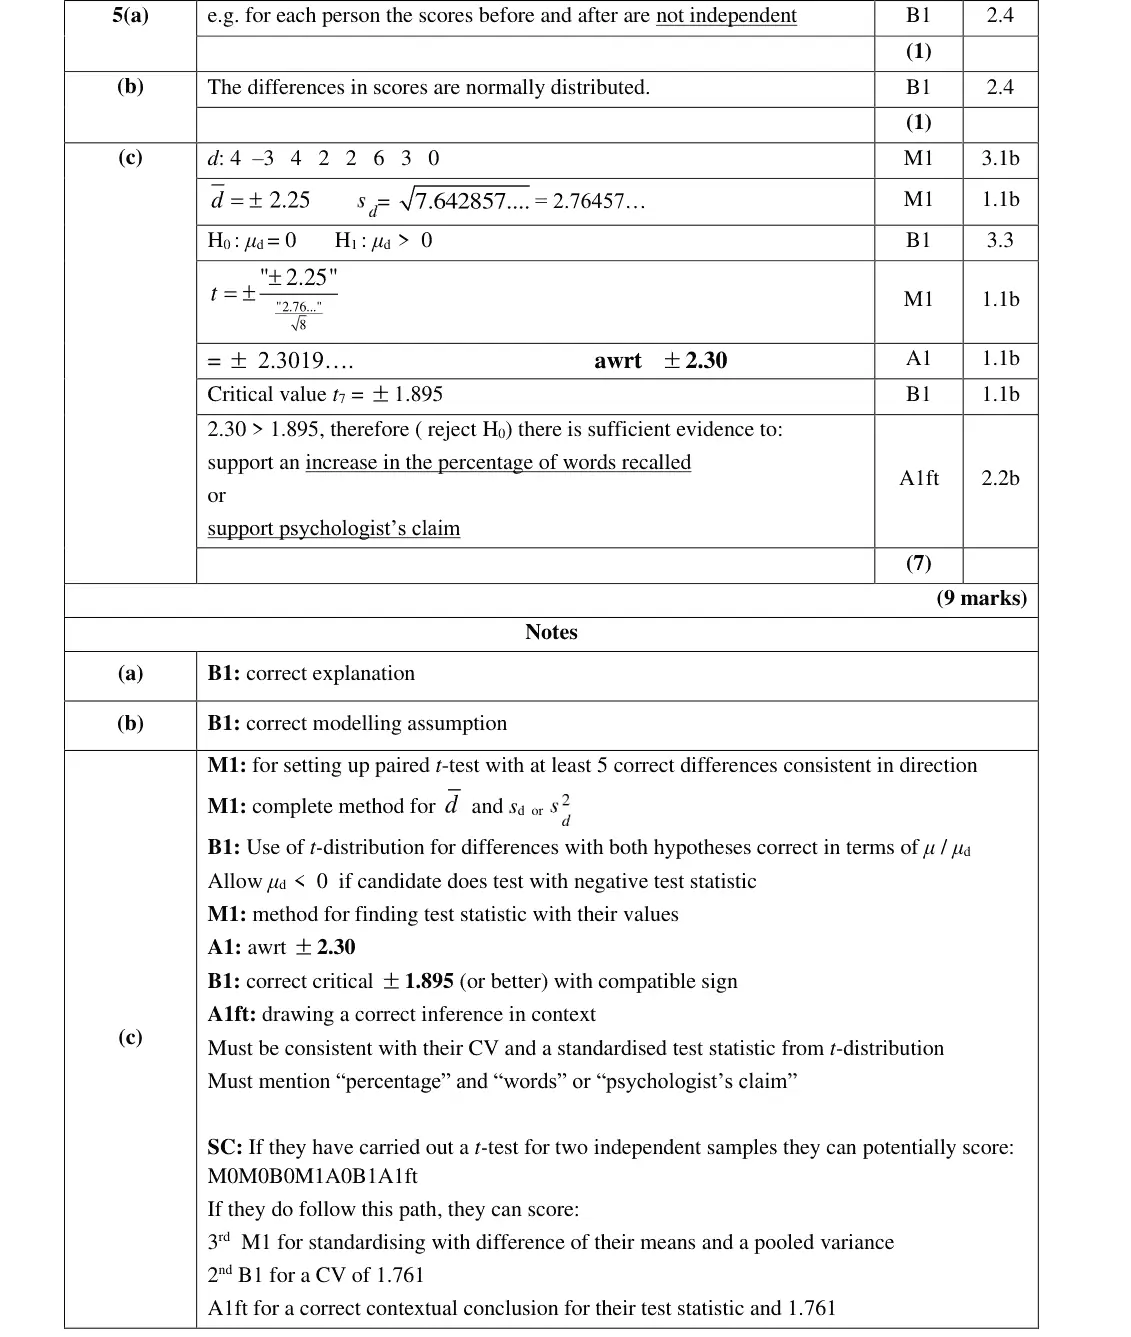 5(a) e.g. for each person the scores before and after are not independent B1 2.4
(1)
(b) The differences in scores are normally distributed. B1 2.4
(1)
(c) d: 4 –3 4 2 2 6 3 0 M1 3.1b
d̅ = ± 2.25 s_d = √7.642857.... = 2.76457… M1 1.1b
H₀ : μ_d = 0 H₁ : μ_d > 0 B1 3.3
t = ± "± 2.25" / ("2.76..." / √8) M1 1.1b
= ± 2.3019…. awrt ± 2.30 A1 1.1b
Critical value t₇ = ± 1.895 B1 1.1b
2.30 > 1.895, therefore ( reject H₀) there is sufficient evidence to:
support an increase in the percentage of words recalled
or
support psychologist’s claim
A1ft 2.2b
(7)
(9 marks)
Notes
(a) B1: correct explanation
(b) B1: correct modelling assumption
(c)
M1: for setting up paired t-test with at least 5 correct differences consistent in direction
M1: complete method for d̅ and s_d or s²_d
B1: Use of t-distribution for differences with both hypotheses correct in terms of μ / μ_d
Allow μ_d < 0 if candidate does test with negative test statistic
M1: method for finding test statistic with their values
A1: awrt ± 2.30
B1: correct critical ± 1.895 (or better) with compatible sign
A1ft: drawing a correct inference in context
Must be consistent with their CV and a standardised test statistic from t-distribution
Must mention “percentage” and “words” or “psychologist’s claim”
SC: If they have carried out a t-test for two independent samples they can potentially score:
M0M0B0M1A0B1A1ft
If they do follow this path, they can score:
3rd M1 for standardising with difference of their means and a pooled variance
2nd B1 for a CV of 1.761
A1ft for a correct contextual conclusion for their test statistic and 1.761